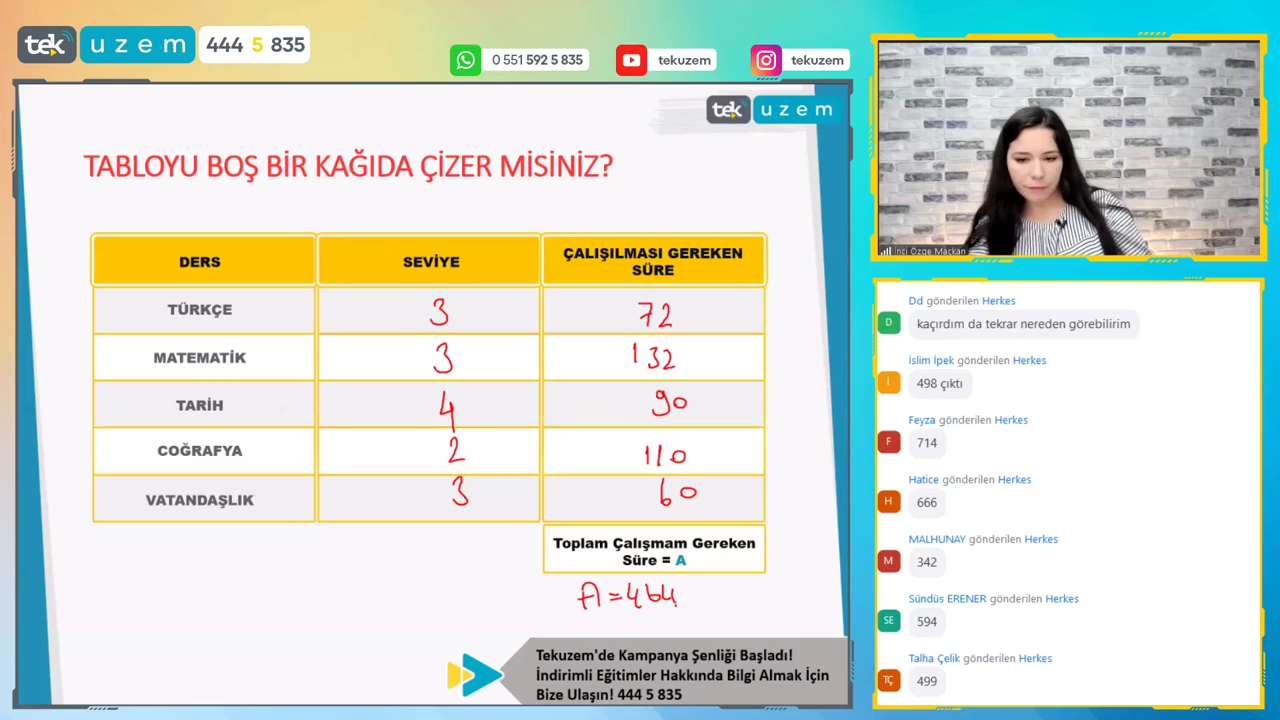 tek uzem 444 5 835
0 551 592 5 835 tekuzem tekuzem
tek uzem
TABLOYU BOŞ BİR KAĞIDA ÇİZER MİSİNİZ?
DERS SEVİYE ÇALIŞILMASI GEREKEN
SÜRE
TÜRKÇE 3 72
MATEMATİK 3 132
TARİH 4 90
COĞRAFYA 2 110
VATANDAŞLIK 3 60
Toplam Çalışmam Gereken
Süre = A
A=464
Tekuzem'de Kampanya Şenliği Başladı!
İndirimli Eğitimler Hakkında Bilgi Almak İçin
Bize Ulaşın! 444 5 835
İnci Özge Maçkan
Dd gönderilen Herkes
D kaçırdım da tekrar nereden görebilirim
İslim İpek gönderilen Herkes
İ 498 çıktı
Feyza gönderilen Herkes
F 714
Hatice gönderilen Herkes
H 666
MALHUNAY gönderilen Herkes
M 342
Sündüs ERENER gönderilen Herkes
SE 594
Talha Çelik gönderilen Herkes
TÇ 499